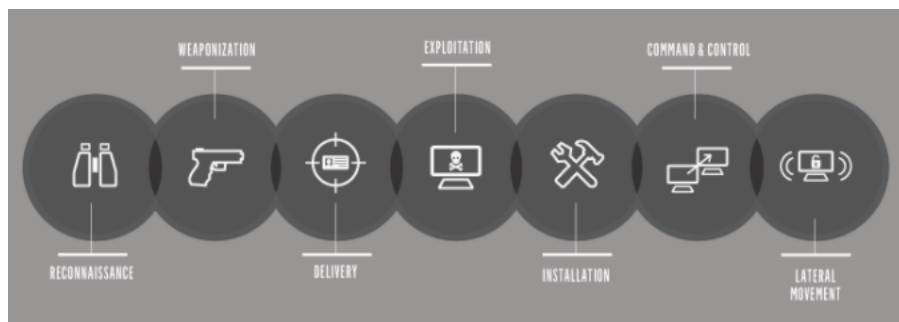 WEAPONIZATION
EXPLOITATION
COMMAND & CONTROL
RECONNAISSANCE
DELIVERY
INSTALLATION
LATERAL
MOVEMENT